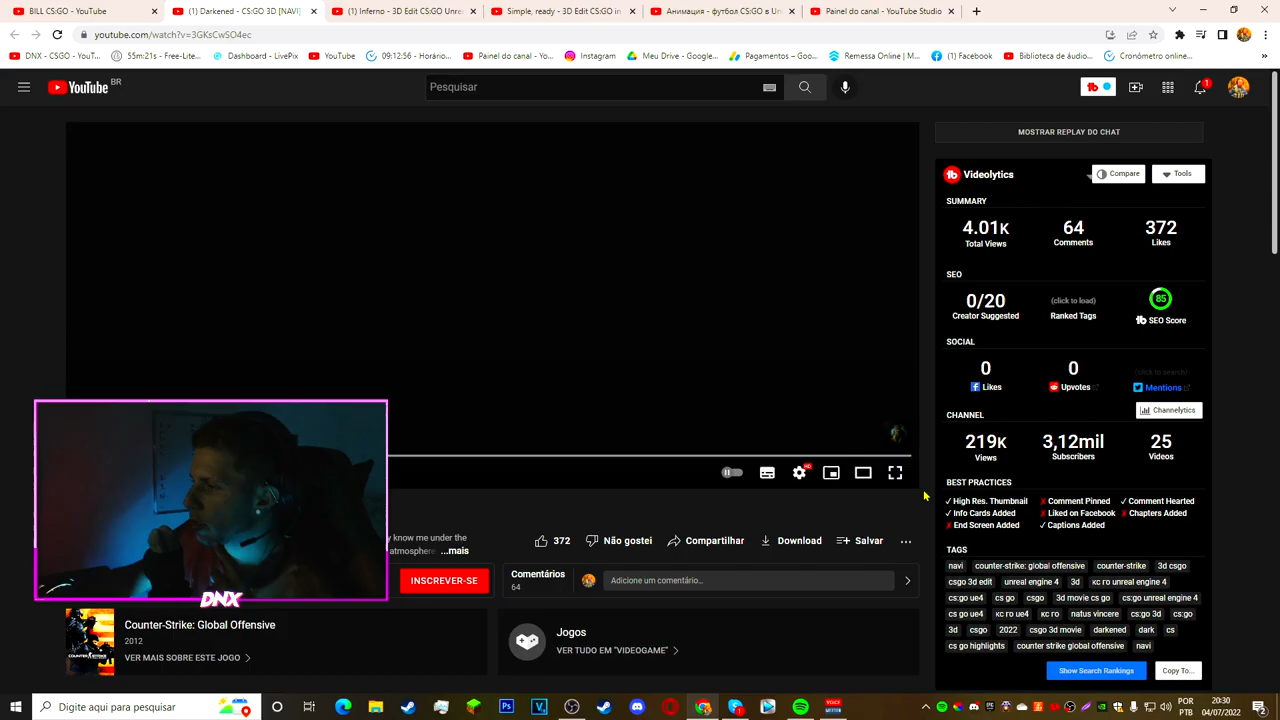 BILL CS:GO - YouTube
(1) Darkened - CS:GO 3D [NAVI]
(1) Inferno - 3D Edit CS:GO Unre
Simple, ready - 3D Edit CS:GO in
Анимация - футбол CS:GO в Un
Painel do canal - YouTube Studio
youtube.com/watch?v=3GKsCwSO4ec
DNX - CSGO - YouT...
55m21s - Free-Lite...
Dashboard - LivePix
YouTube
09:12:56 - Horário...
Painel do canal - Yo...
Instagram
Meu Drive - Google...
Pagamentos - Goo...
Remessa Online | M...
(1) Facebook
Biblioteca de áudio...
Cronómetro online...
YouTube BR
Pesquisar
1
MOSTRAR REPLAY DO CHAT
Videolytics
Compare
Tools
SUMMARY
4.01K 64 372
Total Views Comments Likes
SEO
0/20 (click to load) 85
Creator Suggested Ranked Tags tb SEO Score
SOCIAL
0 0 (click to search)
Likes Upvotes Mentions
CHANNEL
Channelytics
219K 3,12mil 25
Views Subscribers Videos
BEST PRACTICES
✓ High Res. Thumbnail ✗ Comment Pinned ✓ Comment Hearted
✓ Info Cards Added ✗ Liked on Facebook ✗ Chapters Added
✗ End Screen Added ✓ Captions Added
TAGS
navi counter-strike: global offensive counter-strike 3d csgo
csgo 3d edit unreal engine 4 3d кс го unreal engine 4
cs:go ue4 cs go csgo 3d movie cs go cs:go unreal engine 4
cs go ue4 кс го ue4 кс го natus vincere cs:go 3d cs:go
3d csgo 2022 csgo 3d movie darkened dark cs
cs go highlights counter strike global offensive navi
Show Search Rankings
Copy To...
HD
y know me under the
atmosphere ...mais
372
Não gostei
Compartilhar
Download
Salvar
INSCREVER-SE
Comentários
64
Adicione um comentário...
DNX
Counter-Strike: Global Offensive
2012
VER MAIS SOBRE ESTE JOGO
Jogos
VER TUDO EM "VIDEOGAME"
Digite aqui para pesquisar
POR
PTB
20:30
04/07/2022